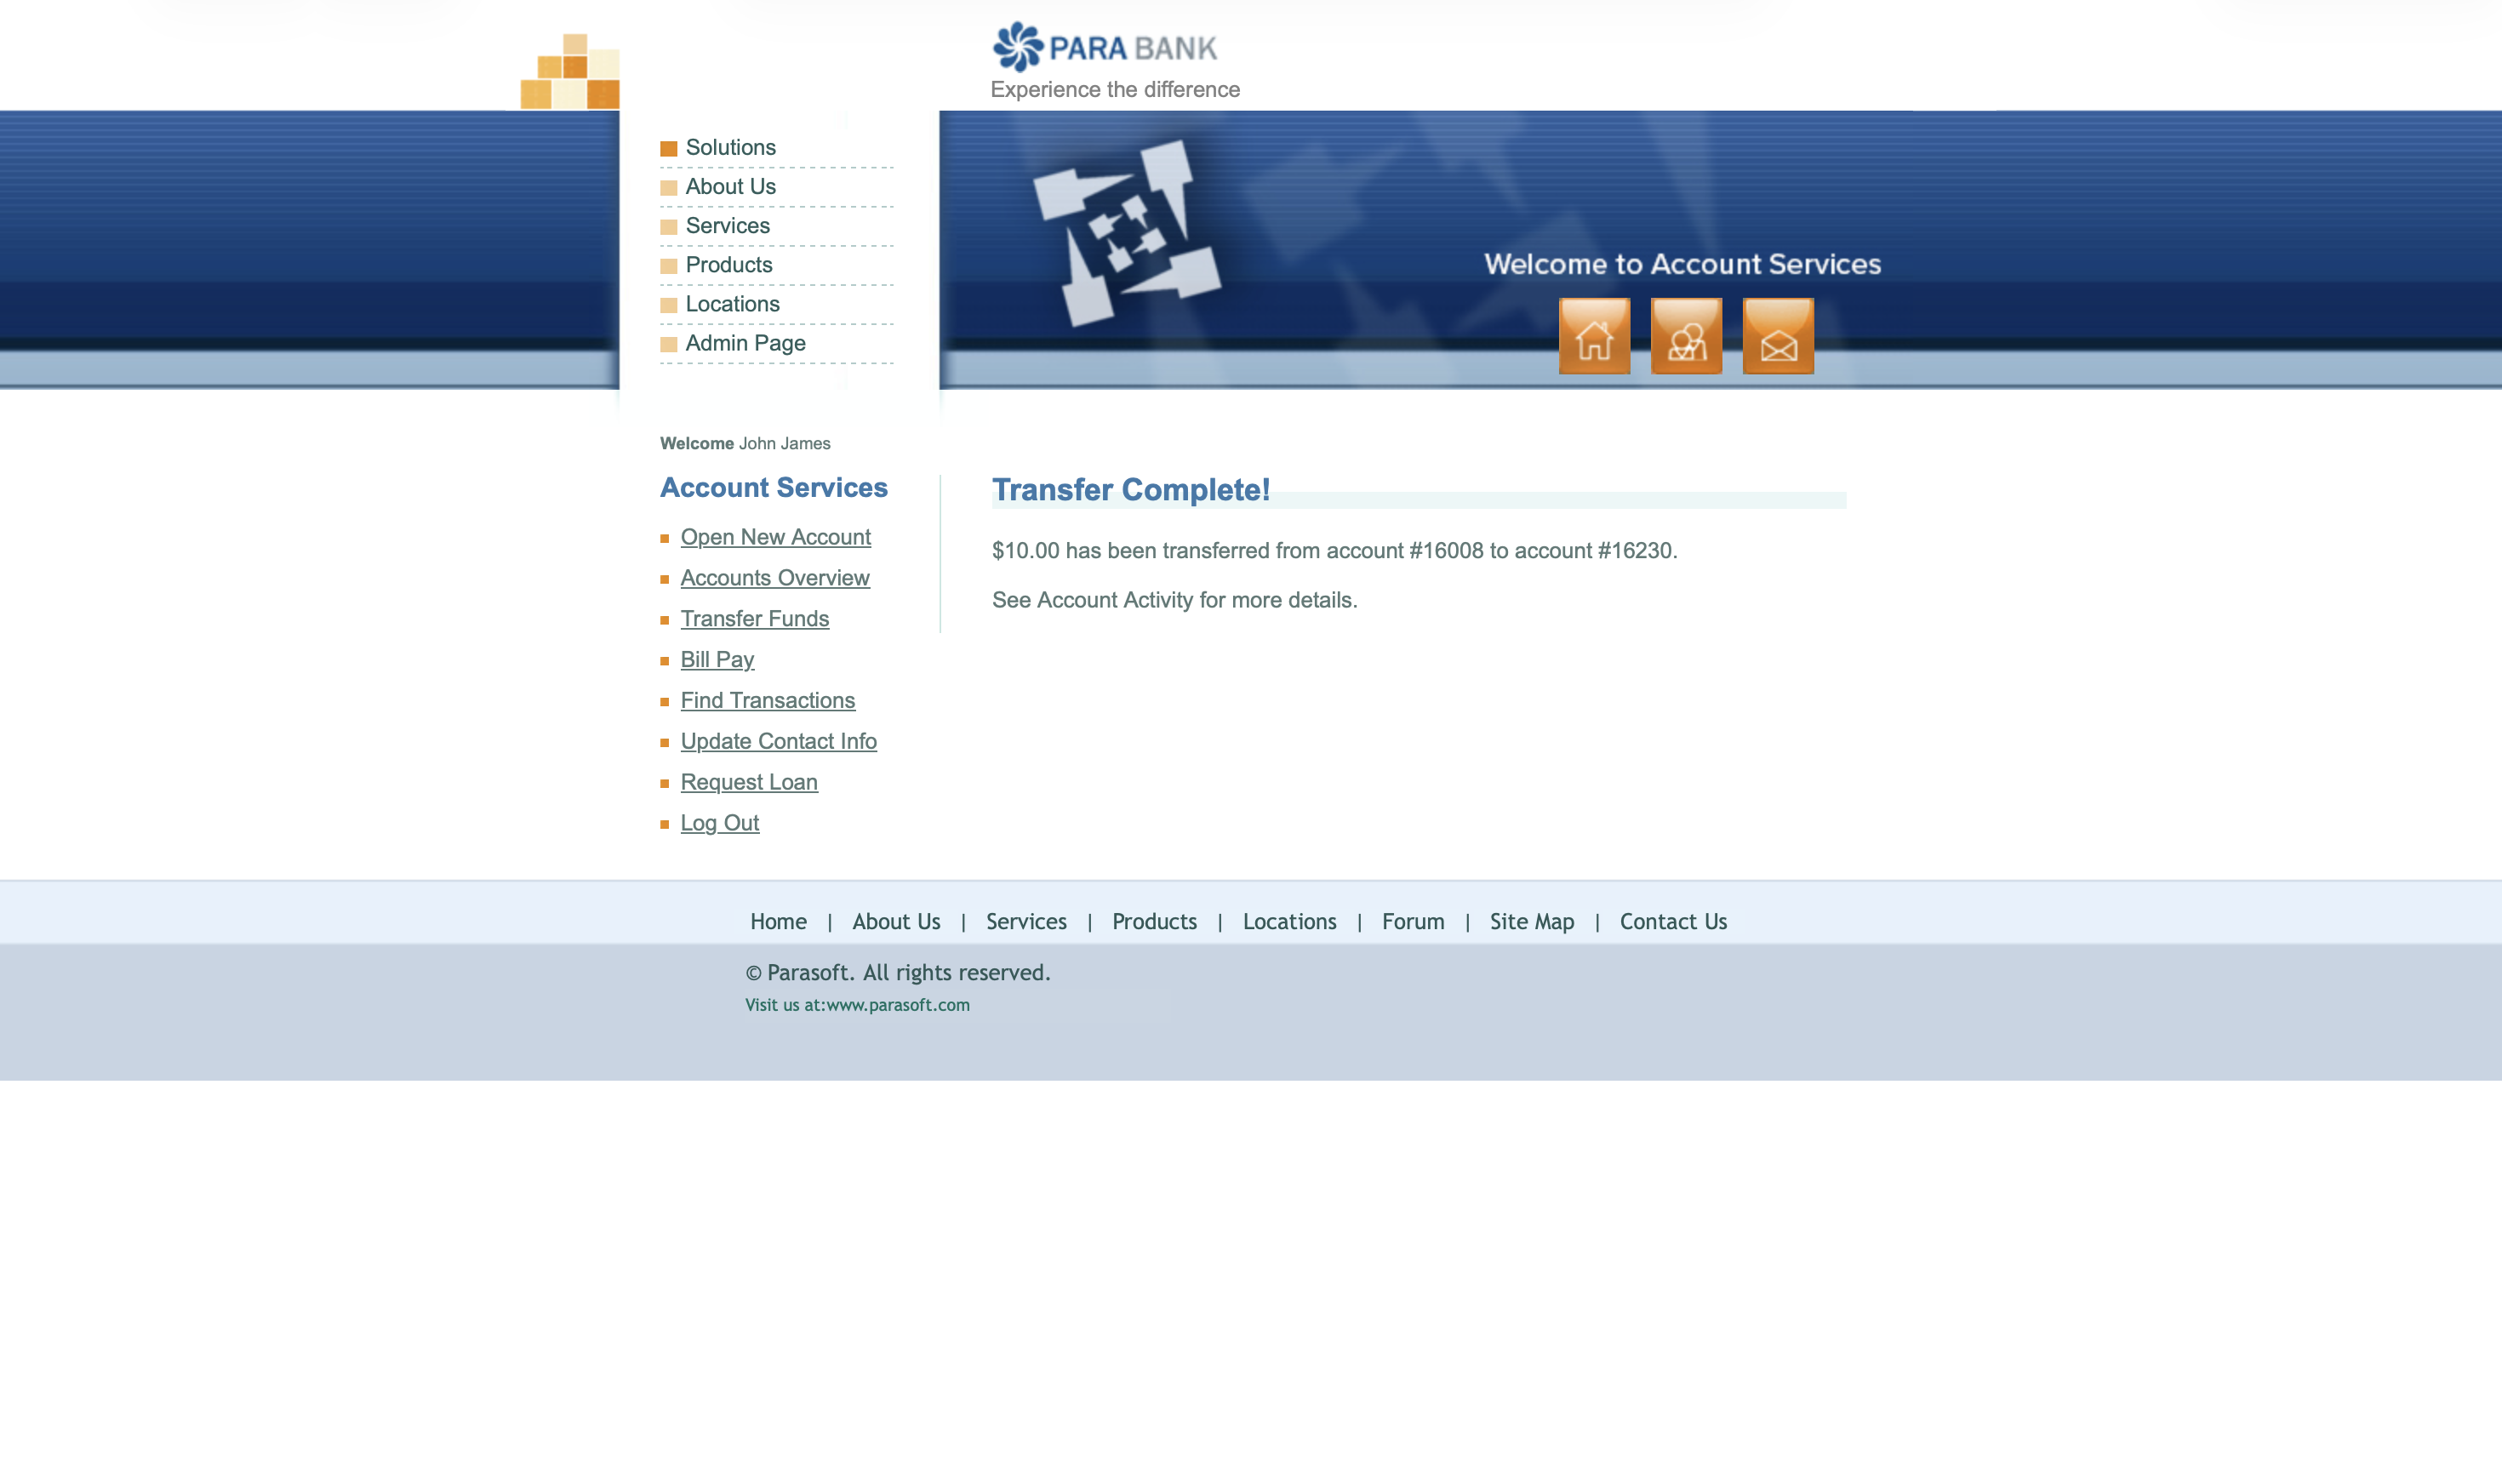 PARA BANK
Experience the difference
Solutions
About Us
Services
Products
Locations
Admin Page
Welcome to Account Services
Welcome John James
Account Services
Open New Account
Accounts Overview
Transfer Funds
Bill Pay
Find Transactions
Update Contact Info
Request Loan
Log Out
Transfer Complete!
$10.00 has been transferred from account #16008 to account #16230.
See Account Activity for more details.
Home | About Us | Services | Products | Locations | Forum | Site Map | Contact Us
© Parasoft. All rights reserved.
Visit us at:www.parasoft.com